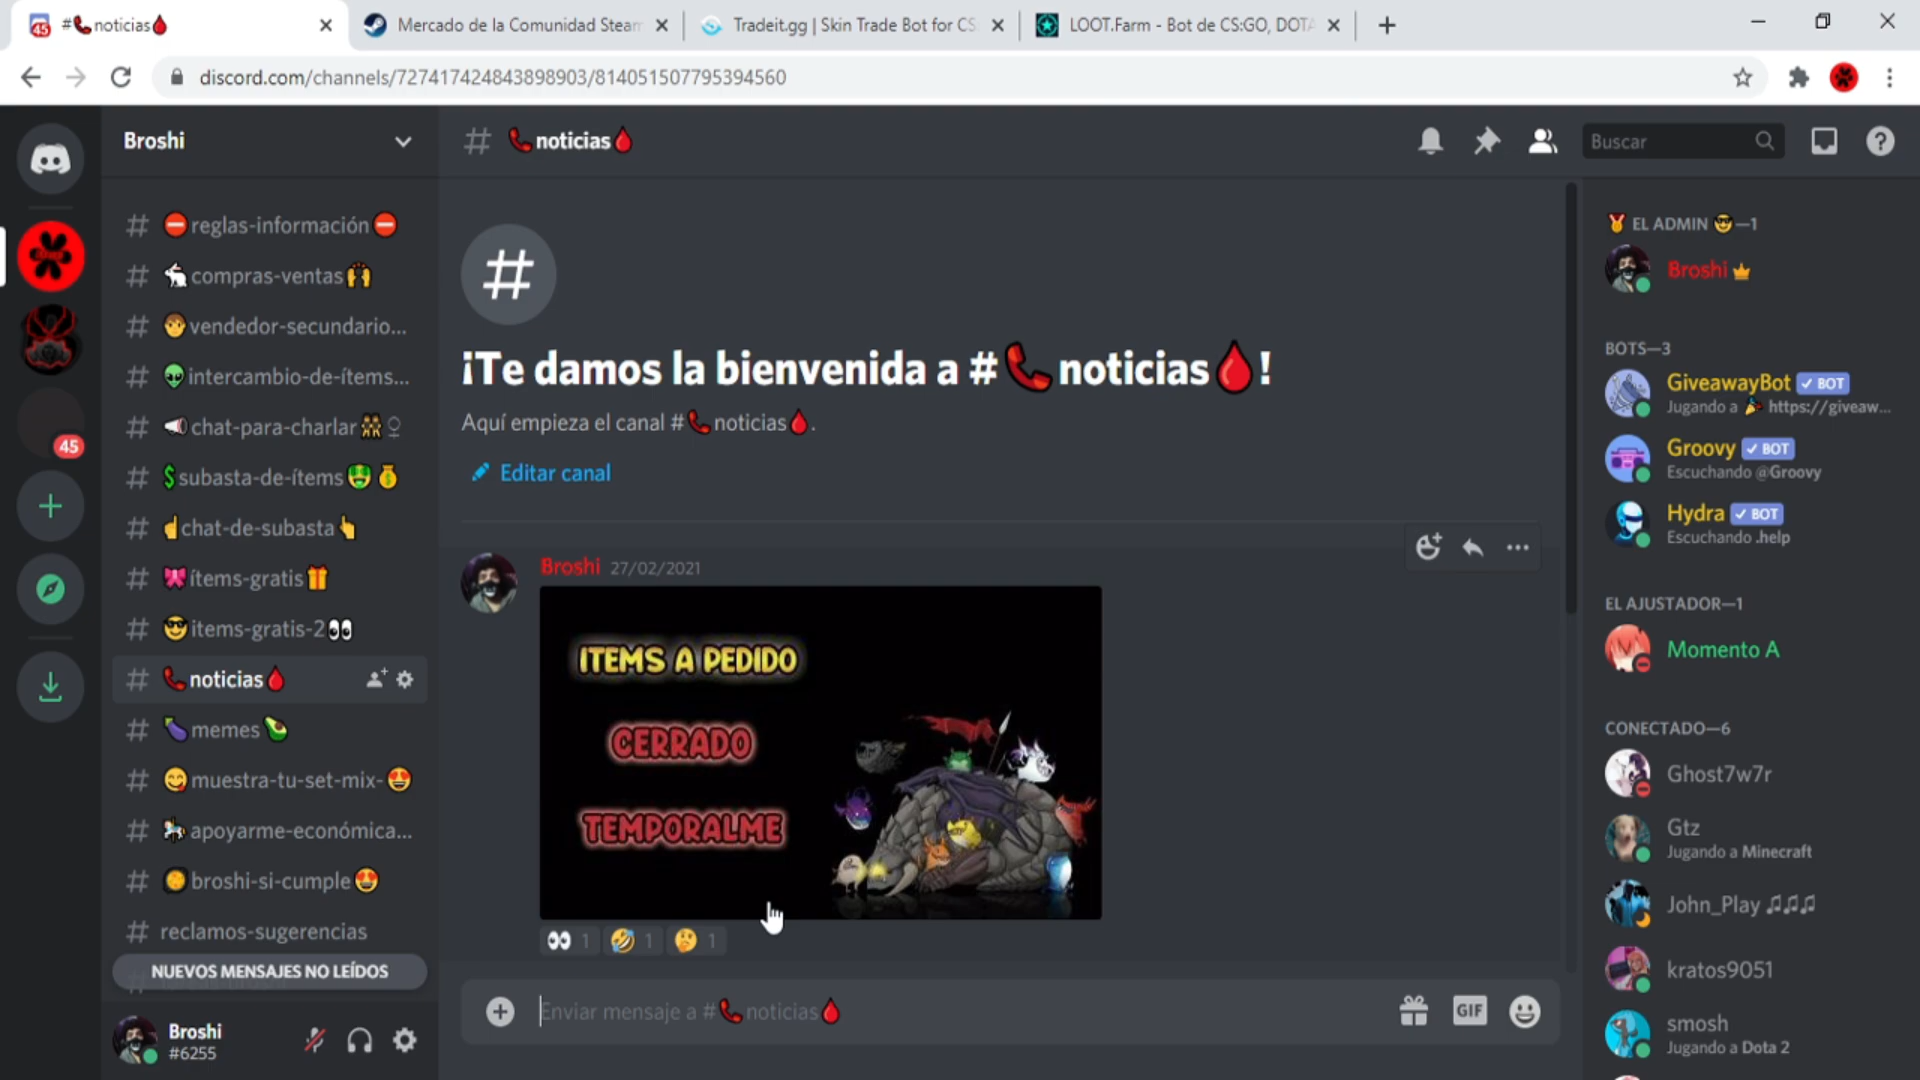 45 #📞noticias🩸
Mercado de la Comunidad Steam
Tradeit.gg | Skin Trade Bot for CS:
LOOT.Farm - Bot de CS:GO, DOTA
discord.com/channels/727417424843898903/814051507795394560
Broshi
# 📞noticias🩸
Buscar
# ⛔reglas-información⛔
# 🐇compras-ventas🙌
# 👦vendedor-secundario...
# 👽intercambio-de-ítems...
# 📢chat-para-charlar👯♀
# 💲subasta-de-ítems🤑💰
# ☝chat-de-subasta👆
# 🎀ítems-gratis🎁
# 😎items-gratis-2👀
# 📞noticias🩸
# 🍆memes🥑
# 😋muestra-tu-set-mix-😍
# 🎠apoyarme-económica...
# 🥘broshi-si-cumple😍
# reclamos-sugerencias
NUEVOS MENSAJES NO LEÍDOS
45
Broshi
#6255
#
¡Te damos la bienvenida a #📞noticias🩸!
Aquí empieza el canal #📞noticias🩸.
Editar canal
Broshi 27/02/2021
ITEMS A PEDIDO
CERRADO
TEMPORALME
👀 1 🤣 1 🤔 1
Enviar mensaje a #📞noticias🩸
GIF
🏅 EL ADMIN 😎—1
Broshi
BOTS—3
GiveawayBot ✓ BOT
Jugando a 🎉 https://giveaw...
Groovy ✓ BOT
Escuchando @Groovy
Hydra ✓ BOT
Escuchando .help
EL AJUSTADOR—1
Momento A
CONECTADO—6
Ghost7w7r
Gtz
Jugando a Minecraft
John_Play ♫♫♫
kratos9051
smosh
Jugando a Dota 2